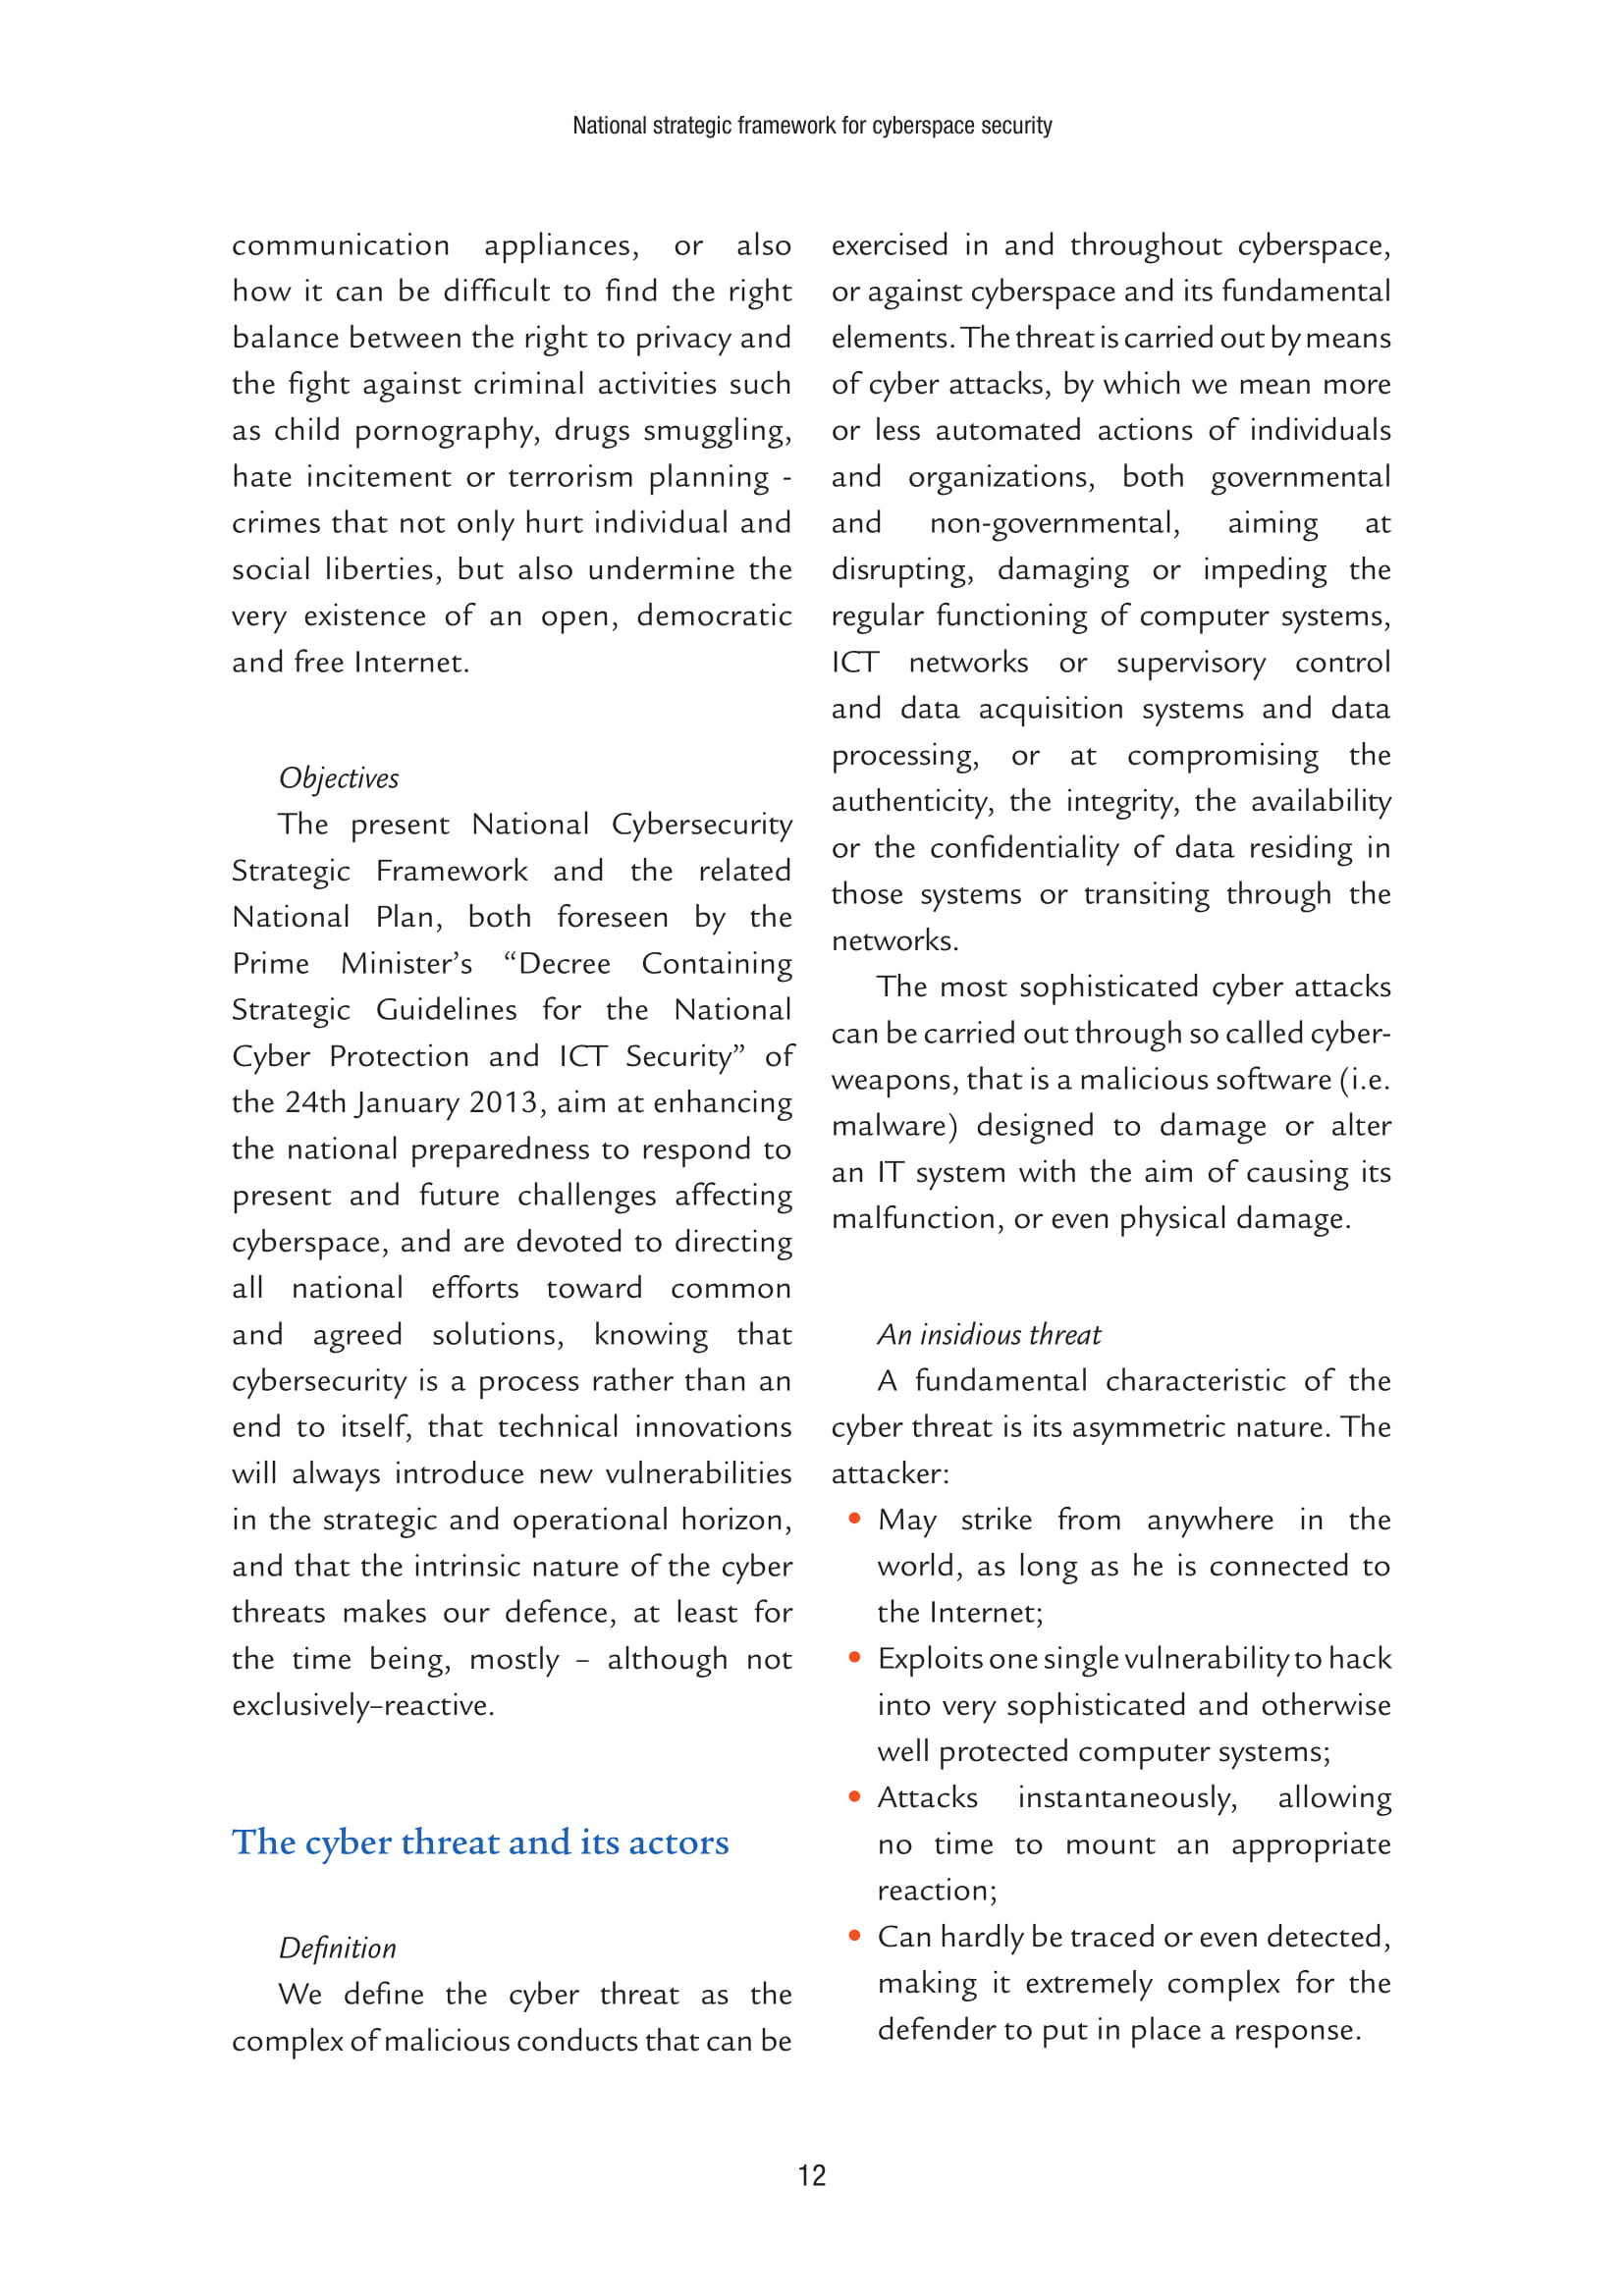 National strategic framework for cyberspace security
communication appliances, or also
how it can be difficult to find the right
balance between the right to privacy and
the fight against criminal activities such
as child pornography, drugs smuggling,
hate incitement or terrorism planning -
crimes that not only hurt individual and
social liberties, but also undermine the
very existence of an open, democratic
and free Internet.
Objectives
The present National Cybersecurity
Strategic Framework and the related
National Plan, both foreseen by the
Prime Minister’s “Decree Containing
Strategic Guidelines for the National
Cyber Protection and ICT Security” of
the 24th January 2013, aim at enhancing
the national preparedness to respond to
present and future challenges affecting
cyberspace, and are devoted to directing
all national efforts toward common
and agreed solutions, knowing that
cybersecurity is a process rather than an
end to itself, that technical innovations
will always introduce new vulnerabilities
in the strategic and operational horizon,
and that the intrinsic nature of the cyber
threats makes our defence, at least for
the time being, mostly – although not
exclusively–reactive.
The cyber threat and its actors
Definition
We define the cyber threat as the
complex of malicious conducts that can be
exercised in and throughout cyberspace,
or against cyberspace and its fundamental
elements. The threat is carried out by means
of cyber attacks, by which we mean more
or less automated actions of individuals
and organizations, both governmental
and non-governmental, aiming at
disrupting, damaging or impeding the
regular functioning of computer systems,
ICT networks or supervisory control
and data acquisition systems and data
processing, or at compromising the
authenticity, the integrity, the availability
or the confidentiality of data residing in
those systems or transiting through the
networks.
The most sophisticated cyber attacks
can be carried out through so called cyber-
weapons, that is a malicious software (i.e.
malware) designed to damage or alter
an IT system with the aim of causing its
malfunction, or even physical damage.
An insidious threat
A fundamental characteristic of the
cyber threat is its asymmetric nature. The
attacker:
• May strike from anywhere in the
world, as long as he is connected to
the Internet;
• Exploits one single vulnerability to hack
into very sophisticated and otherwise
well protected computer systems;
• Attacks instantaneously, allowing
no time to mount an appropriate
reaction;
• Can hardly be traced or even detected,
making it extremely complex for the
defender to put in place a response.
12